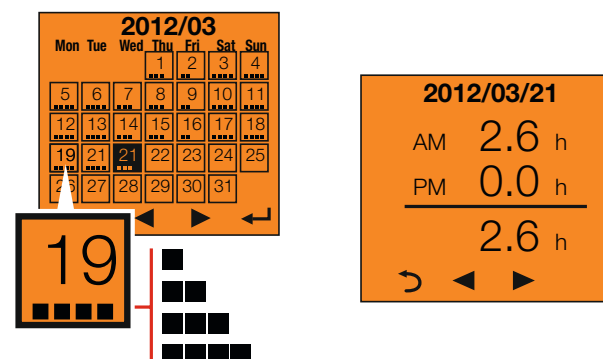 2012/03
Mon Tue Wed Thu Fri Sat Sun
1 2 3 4
5 6 7 8 9 10 11
12 13 14 15 16 17 18
19 21 21 22 23 24 25
26 27 28 29 30 31
19
2012/03/21
AM 2.6 h
PM 0.0 h
2.6 h